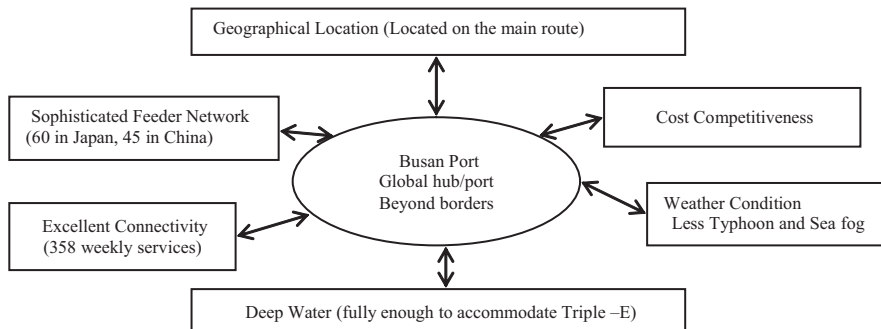 Geographical Location (Located on the main route)
Sophisticated Feeder Network
(60 in Japan, 45 in China)
Cost Competitiveness
Busan Port
Global hub/port
Beyond borders
Weather Condition
Less Typhoon and Sea fog
Excellent Connectivity
(358 weekly services)
Deep Water (fully enough to accommodate Triple –E)